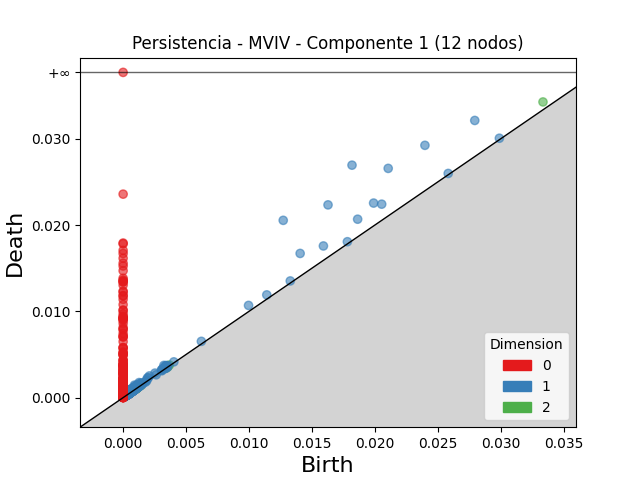 Persistencia - MVIV - Componente 1 (12 nodos)
+∞
0.030
0.020
0.010
0.000
Death
0.000 0.005 0.010 0.015 0.020 0.025 0.030 0.035
Birth
Dimension
0
1
2